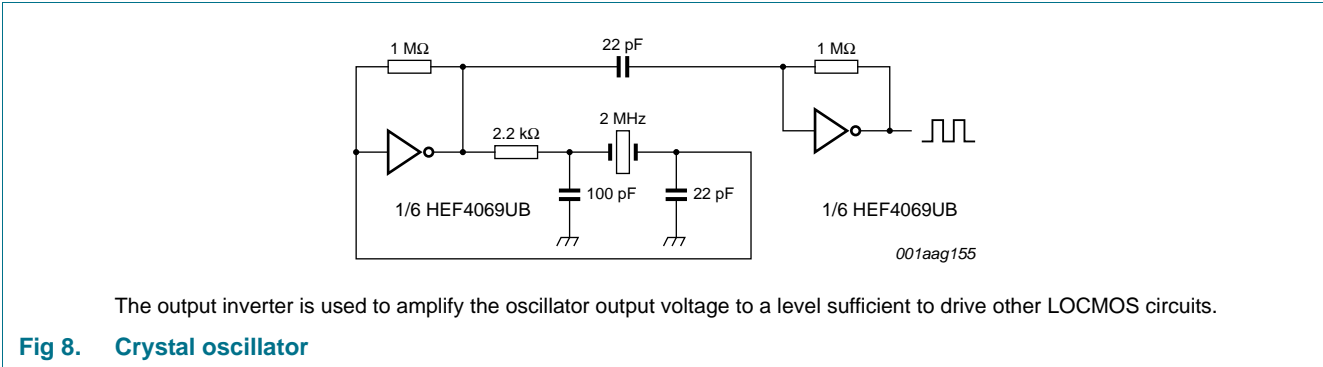 1 MΩ
22 pF
1 MΩ
2.2 kΩ
2 MHz
100 pF
22 pF
1/6 HEF4069UB
1/6 HEF4069UB
001aag155
The output inverter is used to amplify the oscillator output voltage to a level sufficient to drive other LOCMOS circuits.
Fig 8. Crystal oscillator